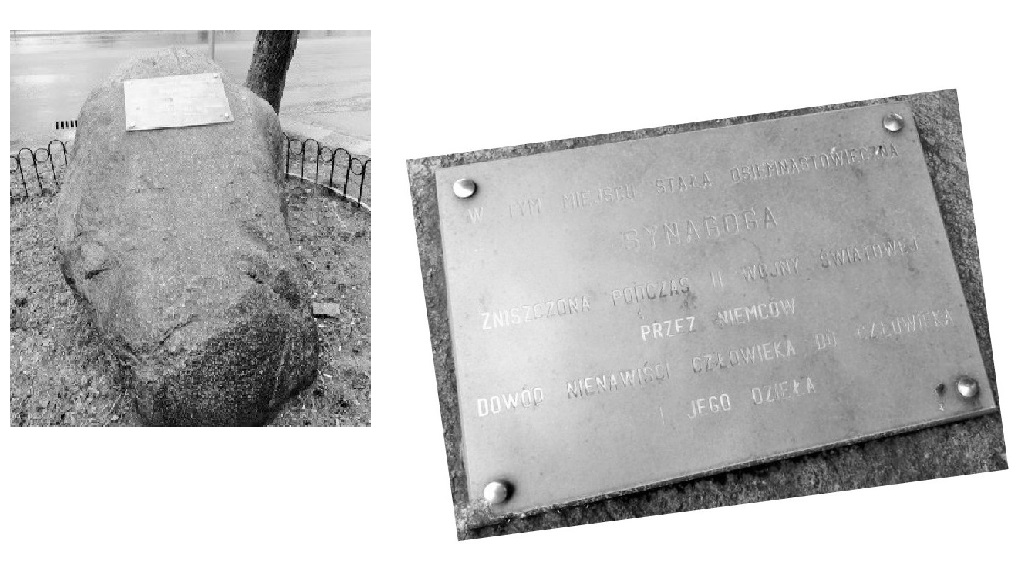 W TYM MIEJSCU STAŁA OSIEMNASTOWIECZNA
SYNAGOGA
ZNISZCZONA PODCZAS II WOJNY ŚWIATOWEJ
PRZEZ NIEMCÓW
DOWÓD NIENAWIŚCI CZŁOWIEKA DO CZŁOWIEKA
I JEGO DZIEŁA